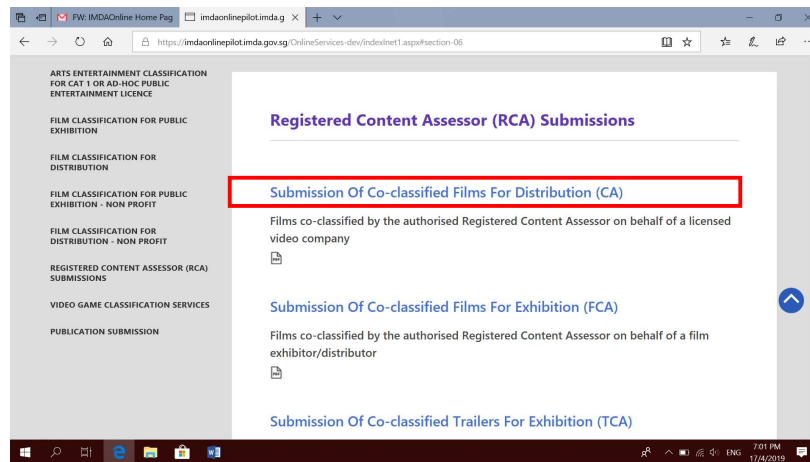 FW: IMDAOnline Home Pag
imdaonlinepilot.imda.g
https://imdaonlinepilot.imda.gov.sg/OnlineServices-dev/indexInet1.aspx#section-06
ARTS ENTERTAINMENT CLASSIFICATION
FOR CAT 1 OR AD-HOC PUBLIC
ENTERTAINMENT LICENCE
FILM CLASSIFICATION FOR PUBLIC
EXHIBITION
FILM CLASSIFICATION FOR
DISTRIBUTION
FILM CLASSIFICATION FOR PUBLIC
EXHIBITION - NON PROFIT
FILM CLASSIFICATION FOR
DISTRIBUTION - NON PROFIT
REGISTERED CONTENT ASSESSOR (RCA)
SUBMISSIONS
VIDEO GAME CLASSIFICATION SERVICES
PUBLICATION SUBMISSION
Registered Content Assessor (RCA) Submissions
Submission Of Co-classified Films For Distribution (CA)
Films co-classified by the authorised Registered Content Assessor on behalf of a licensed
video company
PDF
Submission Of Co-classified Films For Exhibition (FCA)
Films co-classified by the authorised Registered Content Assessor on behalf of a film
exhibitor/distributor
PDF
Submission Of Co-classified Trailers For Exhibition (TCA)
ENG
7:01 PM
17/4/2019